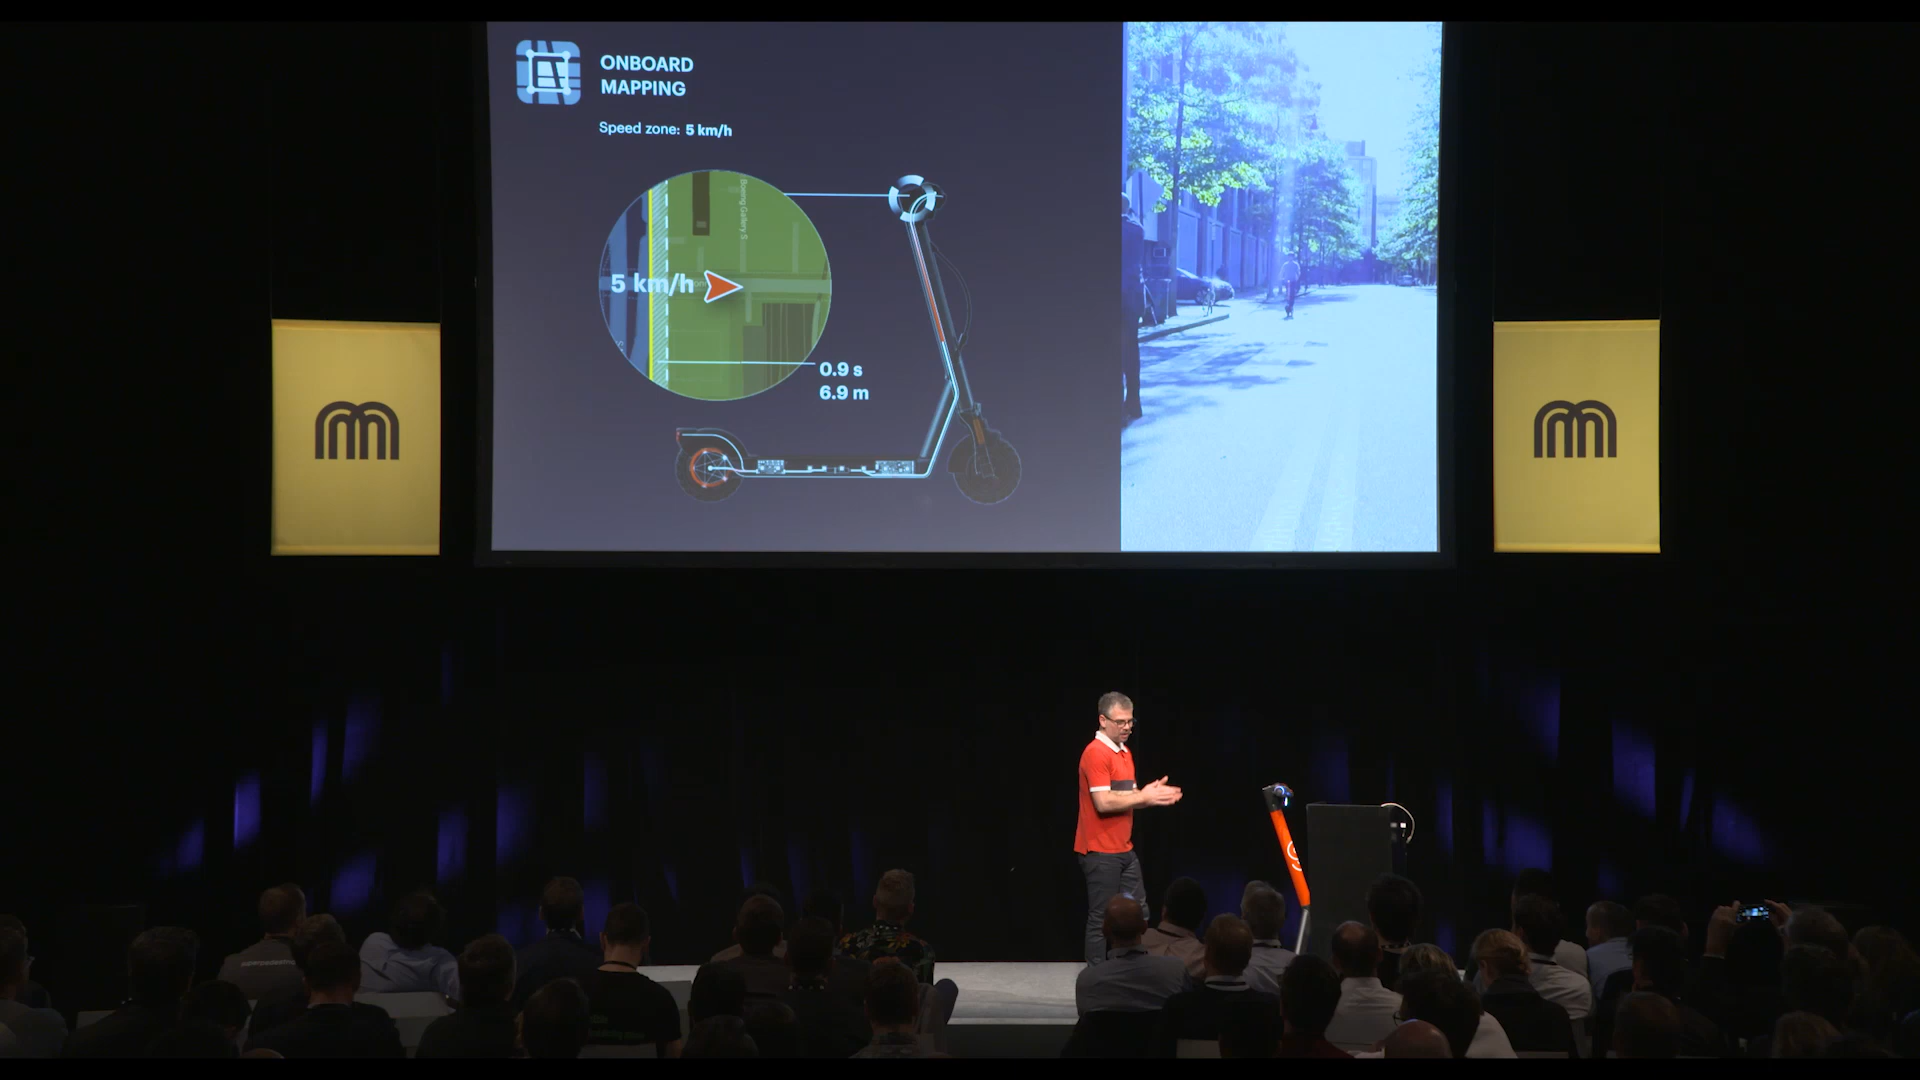 ONBOARD
MAPPING
Speed zone: 5 km/h
5 km/h
0.9 s
6.9 m